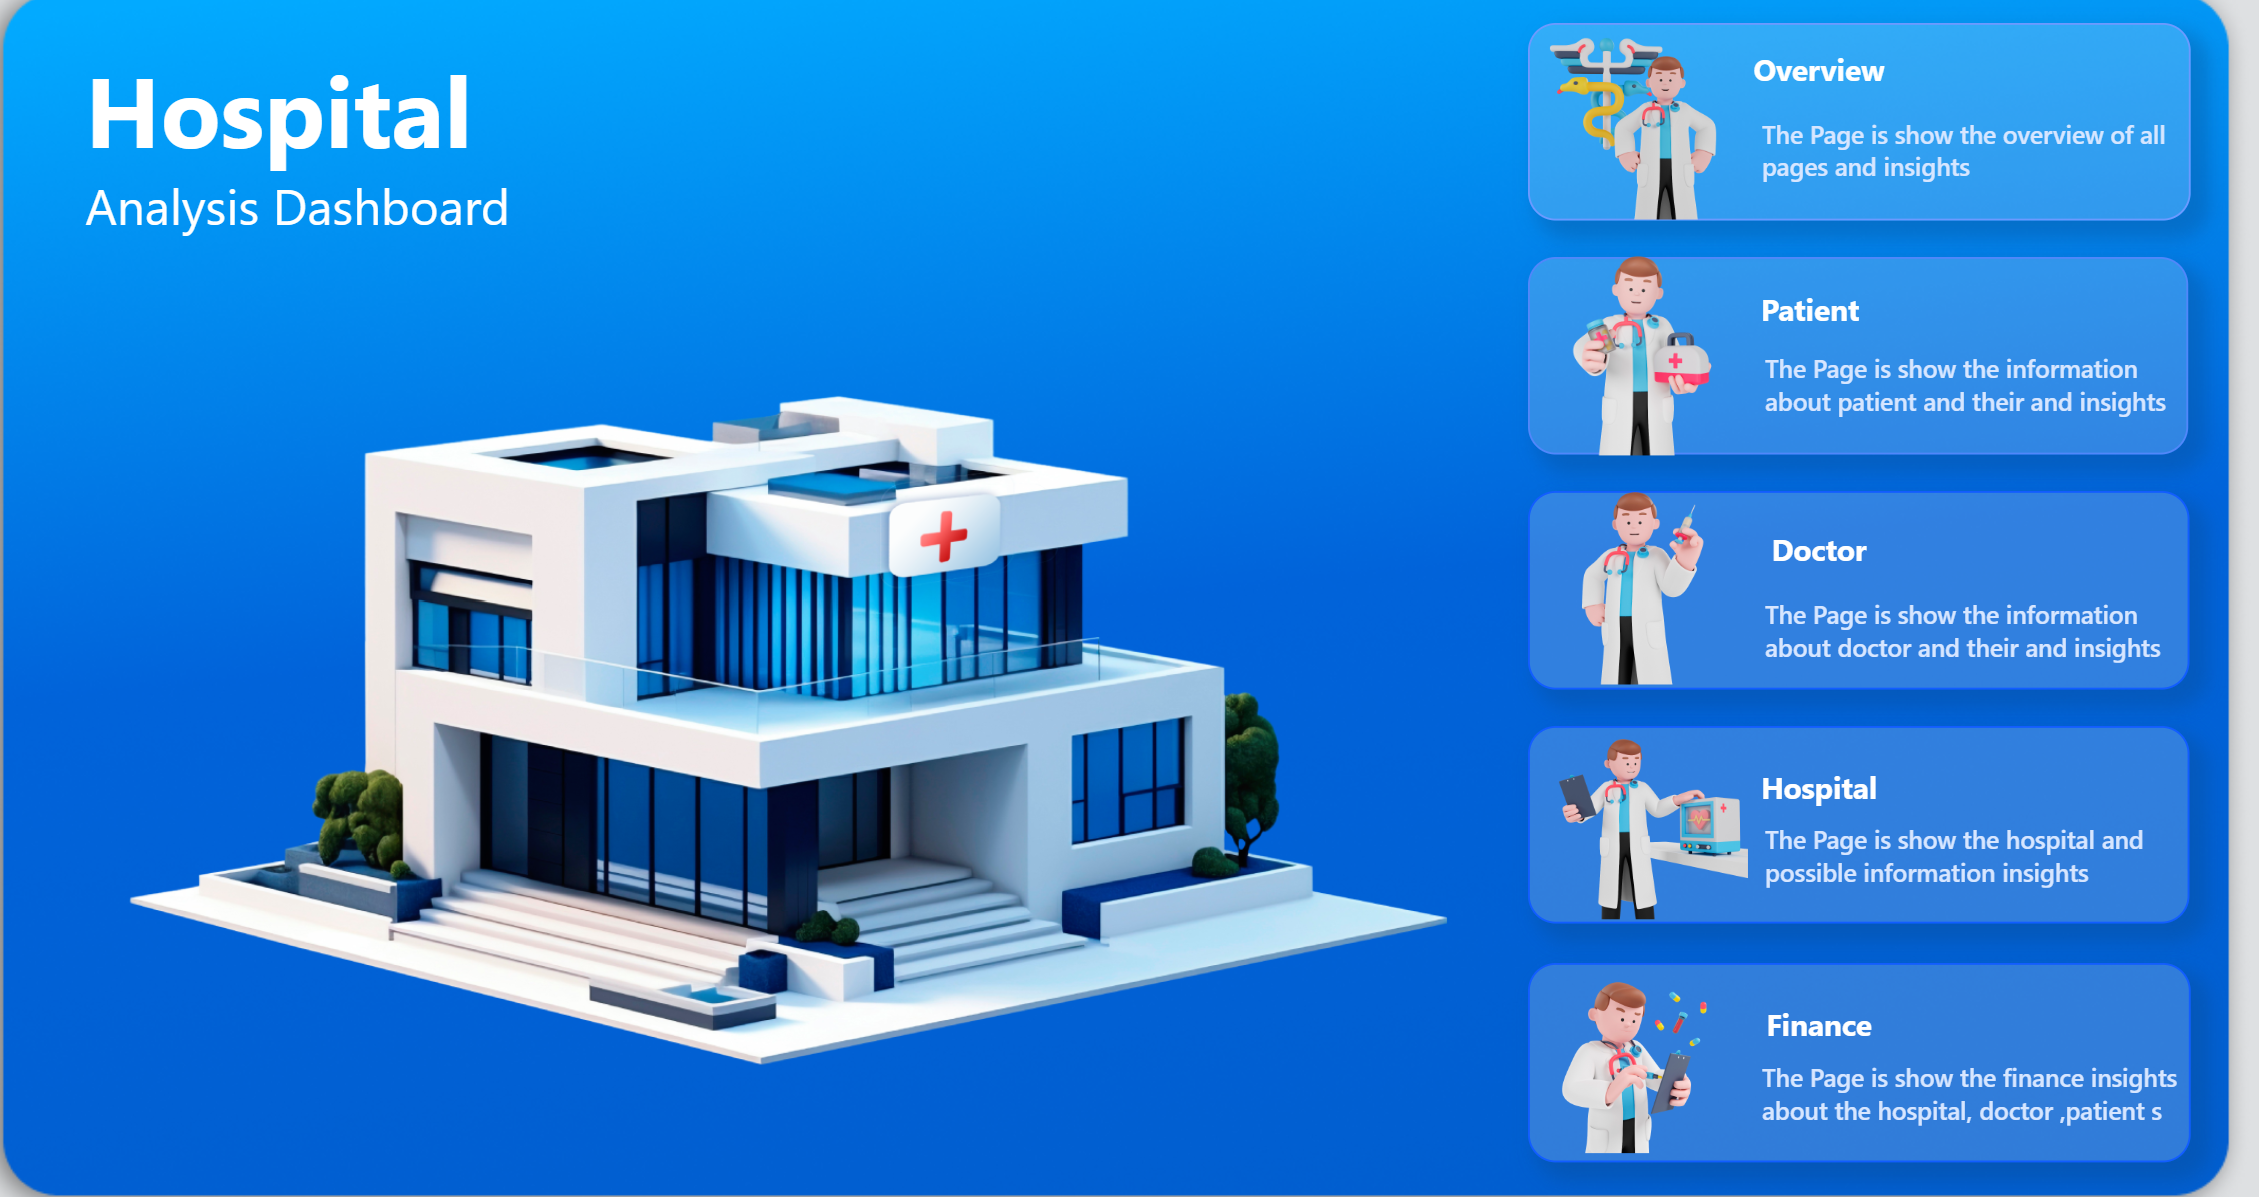 Hospital
Analysis Dashboard
Overview
The Page is show the overview of all
pages and insights
Patient
The Page is show the information
about patient and their and insights
Doctor
The Page is show the information
about doctor and their and insights
Hospital
The Page is show the hospital and
possible information insights
Finance
The Page is show the finance insights
about the hospital, doctor ,patient s